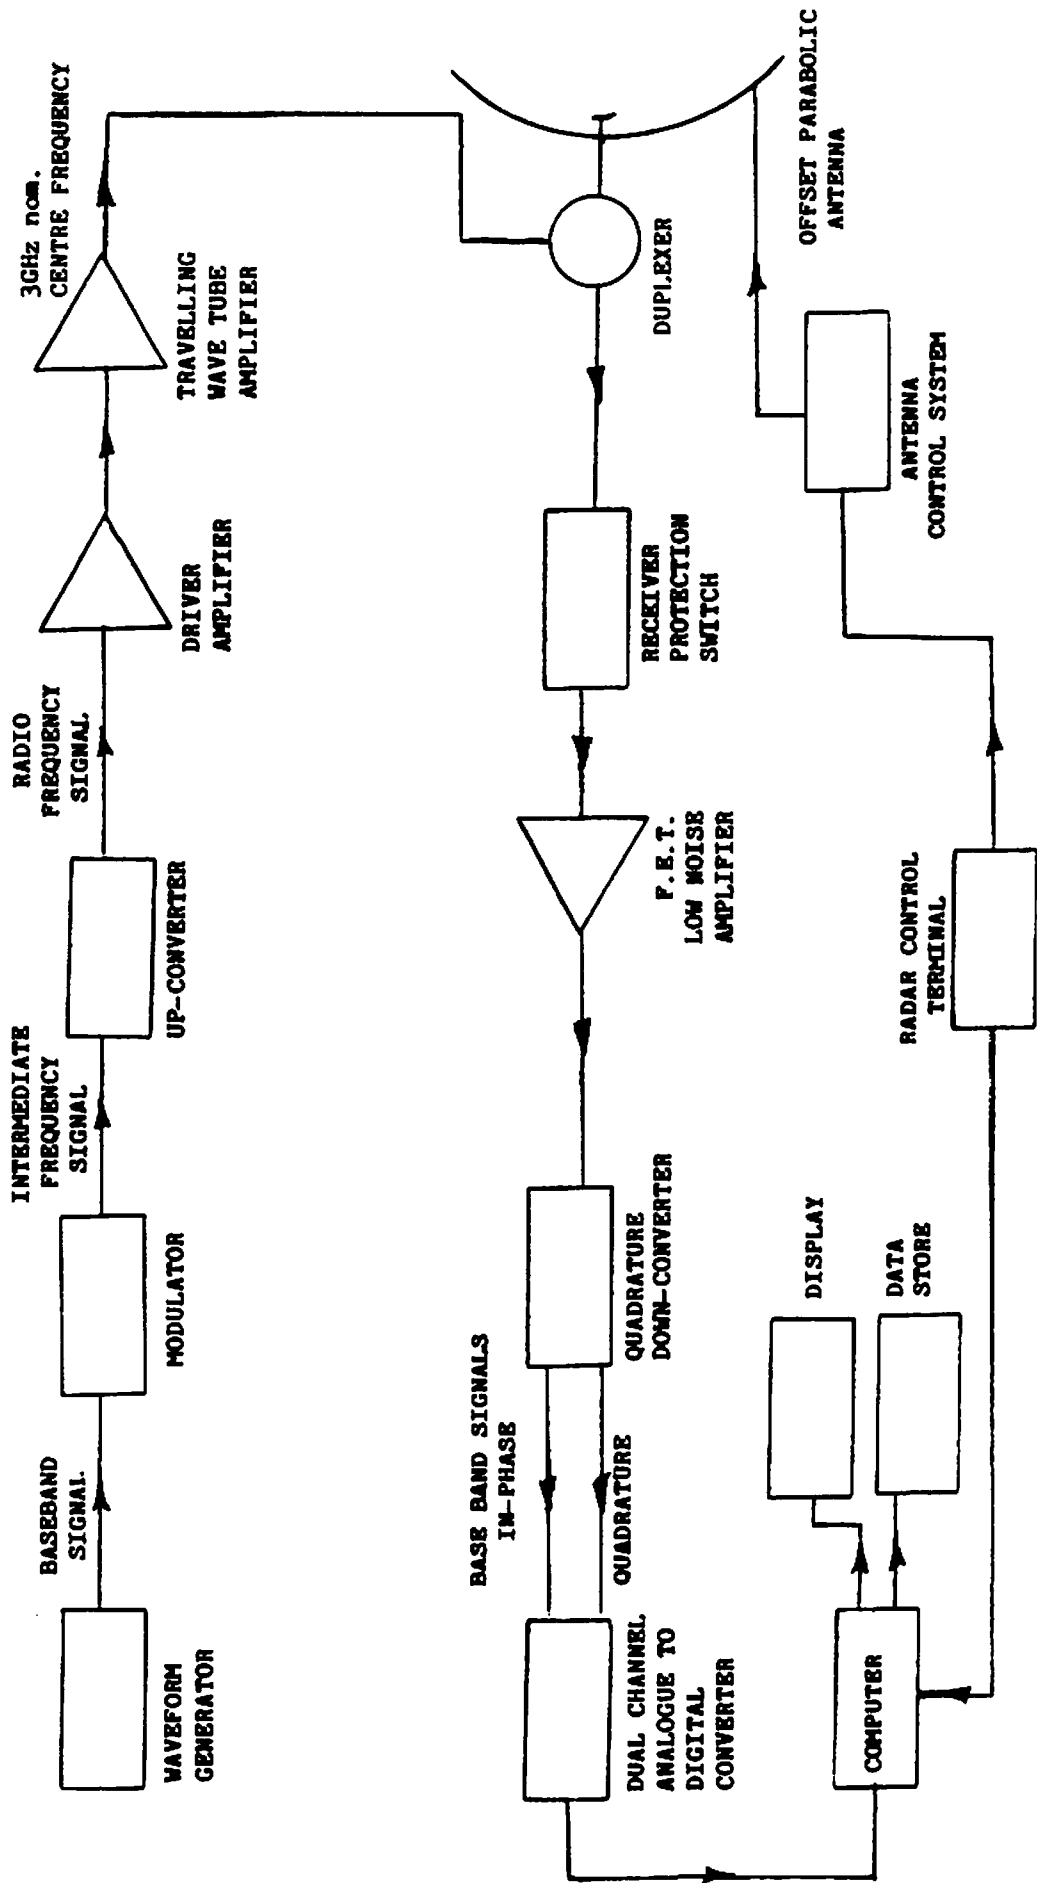 WAVEFORM
GENERATOR
BASEBAND
SIGNAL
MODULATOR
INTERMEDIATE
FREQUENCY
SIGNAL
UP-CONVERTER
RADIO
FREQUENCY
SIGNAL
DRIVER
AMPLIFIER
TRAVELLING
WAVE TUBE
AMPLIFIER
3GHz nom.
CENTRE FREQUENCY
DUPLEXER
OFFSET PARABOLIC
ANTENNA
RECEIVER
PROTECTION
SWITCH
F.E.T.
LOW NOISE
AMPLIFIER
QUADRATURE
DOWN-CONVERTER
BASE BAND SIGNALS
IN-PHASE
QUADRATURE
DUAL CHANNEL
ANALOGUE TO
DIGITAL
CONVERTER
COMPUTER
DISPLAY
DATA
STORE
RADAR CONTROL
TERMINAL
ANTENNA
CONTROL SYSTEM